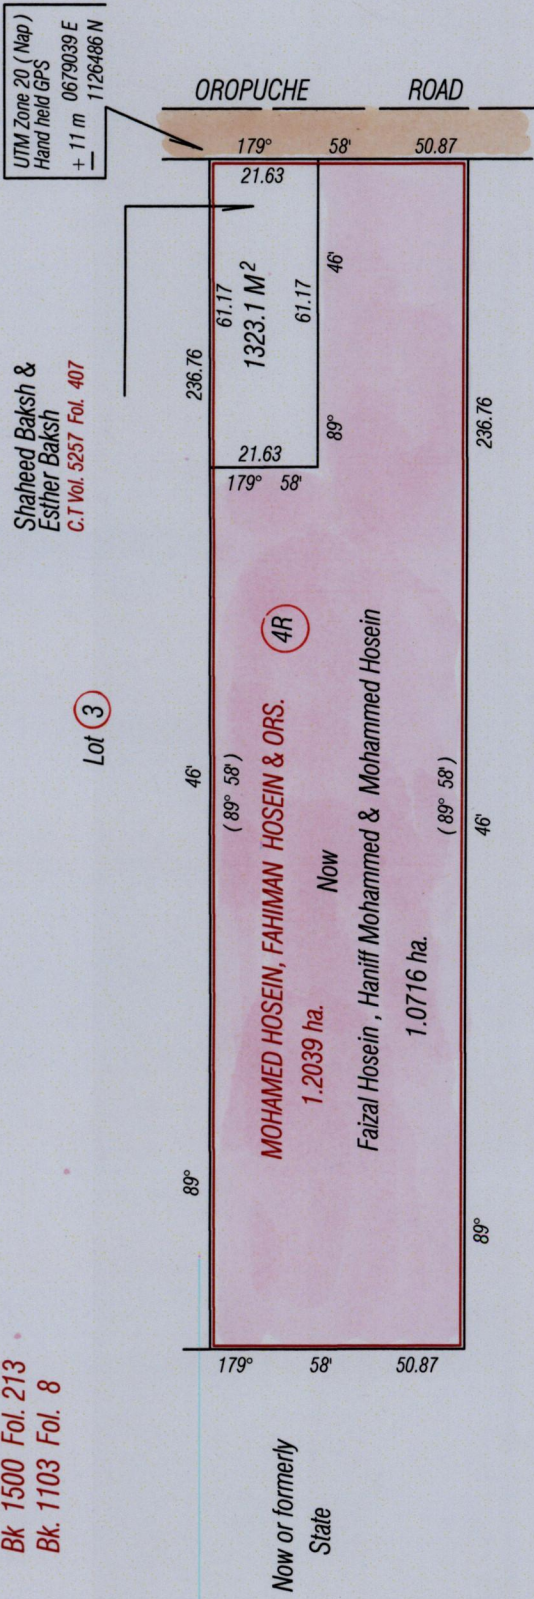 UTM Zone 20 ( Nap )
Hand held GPS
+ 11 m 0679039 E
— 1126486 N
OROPUCHE ROAD
179° 58' 50.87
21.63
61.17
1323.1 M²
61.17
46'
89°
21.63
179° 58'
236.76
236.76
Shaheed Baksh &
Esther Baksh
C.T Vol. 5257 Fol. 407
Lot 3
4R
46'
( 89° 58' )
MOHAMED HOSEIN, FAHIMAN HOSEIN & ORS.
1.2039 ha.
Now
Faizal Hosein , Haniff Mohammed & Mohammed Hosein
1.0716 ha.
( 89° 58' )
46'
89°
89°
179° 58' 50.87
Bk 1500 Fol. 213
Bk. 1103 Fol. 8
Now or formerly
State